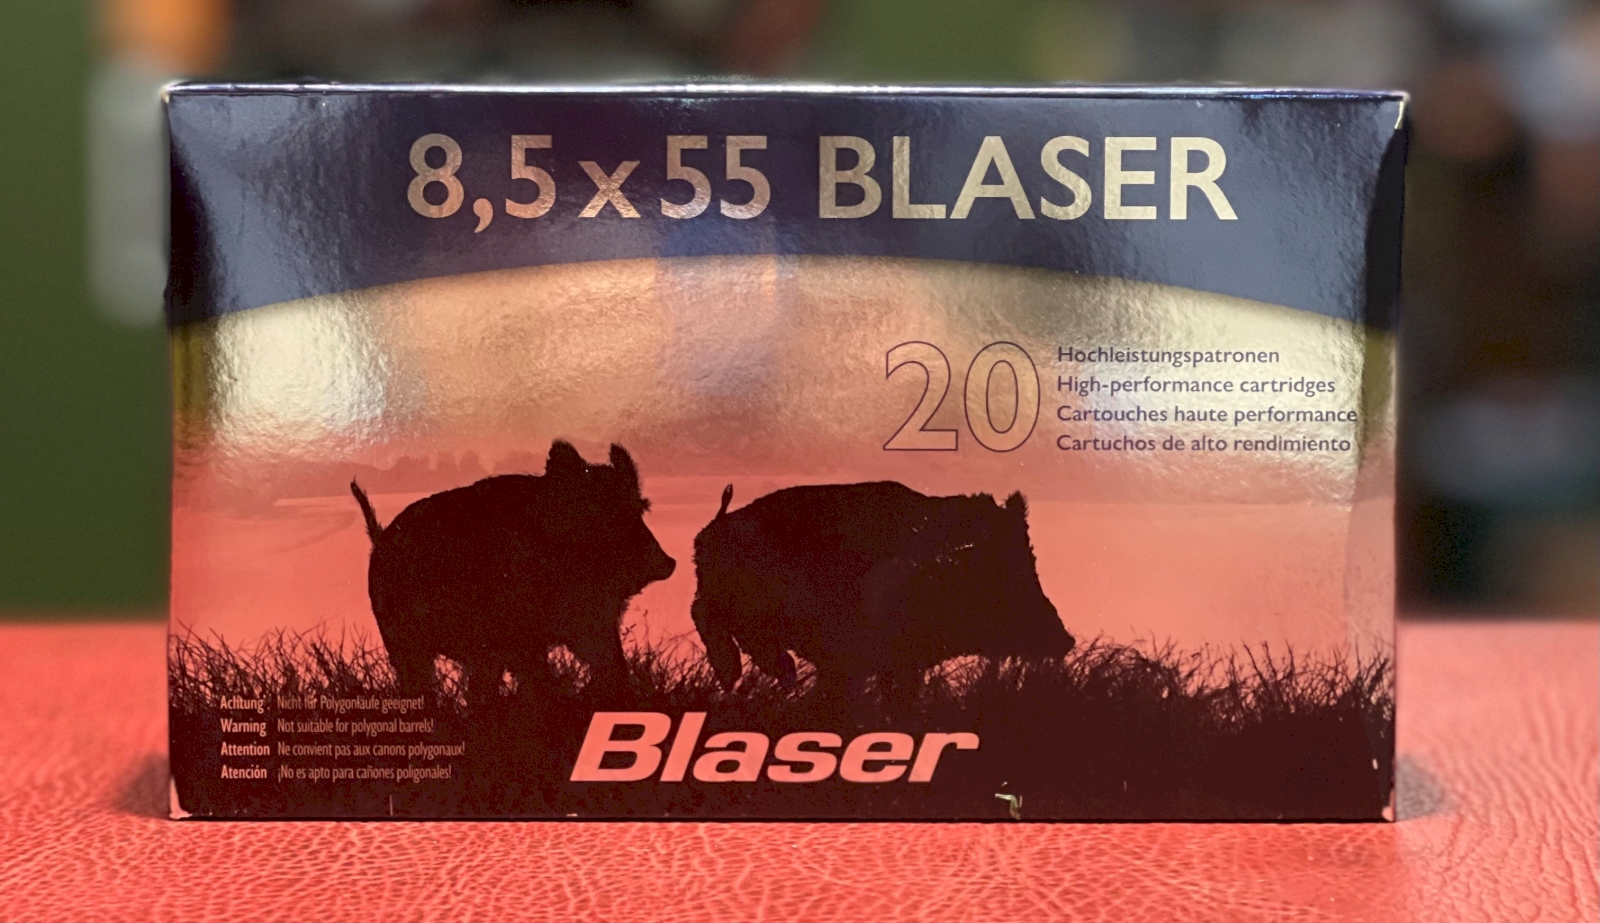 8,5 x 55 BLASER
20
Hochleistungspatronen
High-performance cartridges
Cartouches haute performance
Cartuchos de alto rendimiento
Achtung Nicht für Polygonläufe geeignet!
Warning Not suitable for polygonal barrels!
Attention Ne convient pas aux canons polygonaux!
Atención ¡No es apto para cañones poligonales!
Blaser